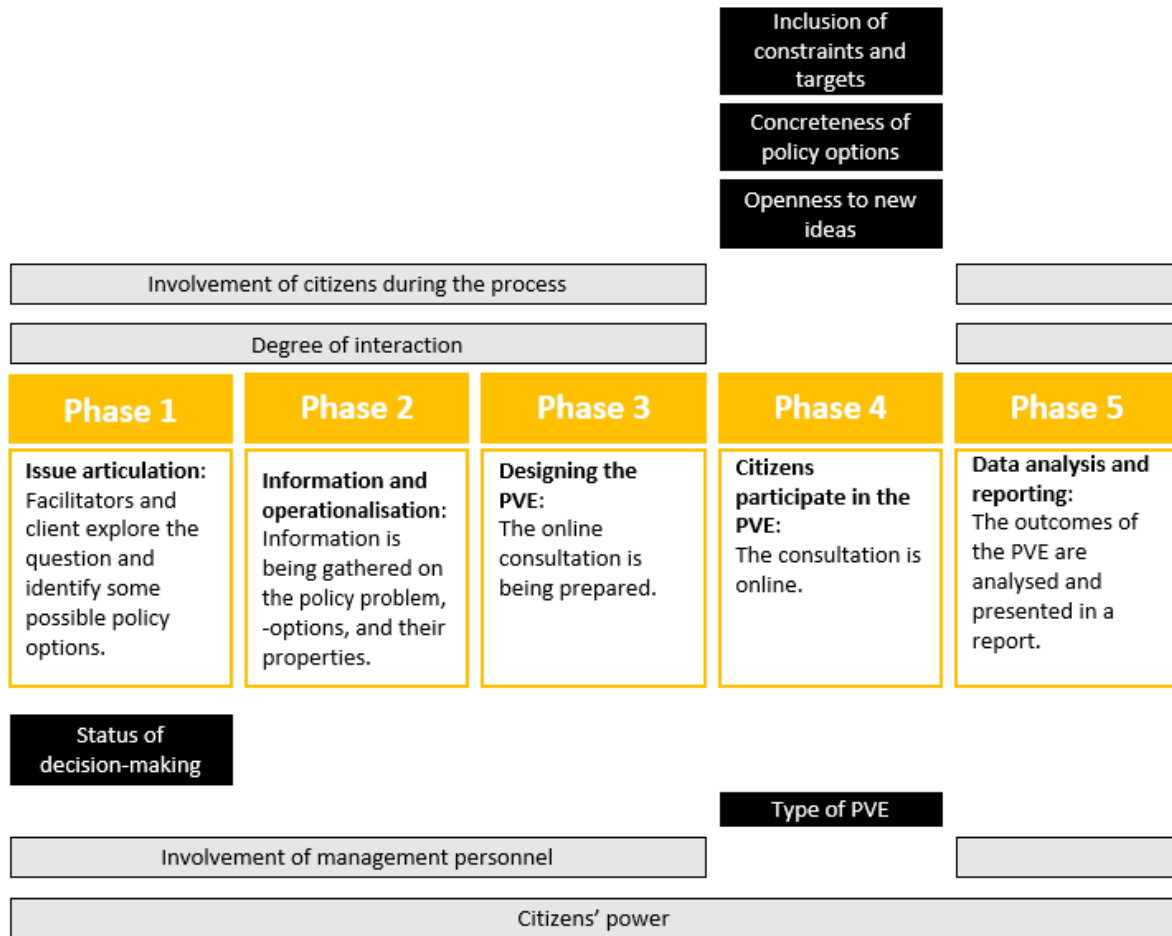 Inclusion of
constraints and
targets
Concreteness of
policy options
Openness to new
ideas
Involvement of citizens during the process
Degree of interaction
Phase 1
Phase 2
Phase 3
Phase 4
Phase 5
Issue articulation:
Facilitators and
client explore the
question and
identify some
possible policy
options.
Information and
operationalisation:
Information is
being gathered on
the policy problem,
-options, and their
properties.
Designing the
PVE:
The online
consultation is
being prepared.
Citizens
participate in the
PVE:
The consultation is
online.
Data analysis and
reporting:
The outcomes of
the PVE are
analysed and
presented in a
report.
Status of
decision-making
Type of PVE
Involvement of management personnel
Citizens’ power